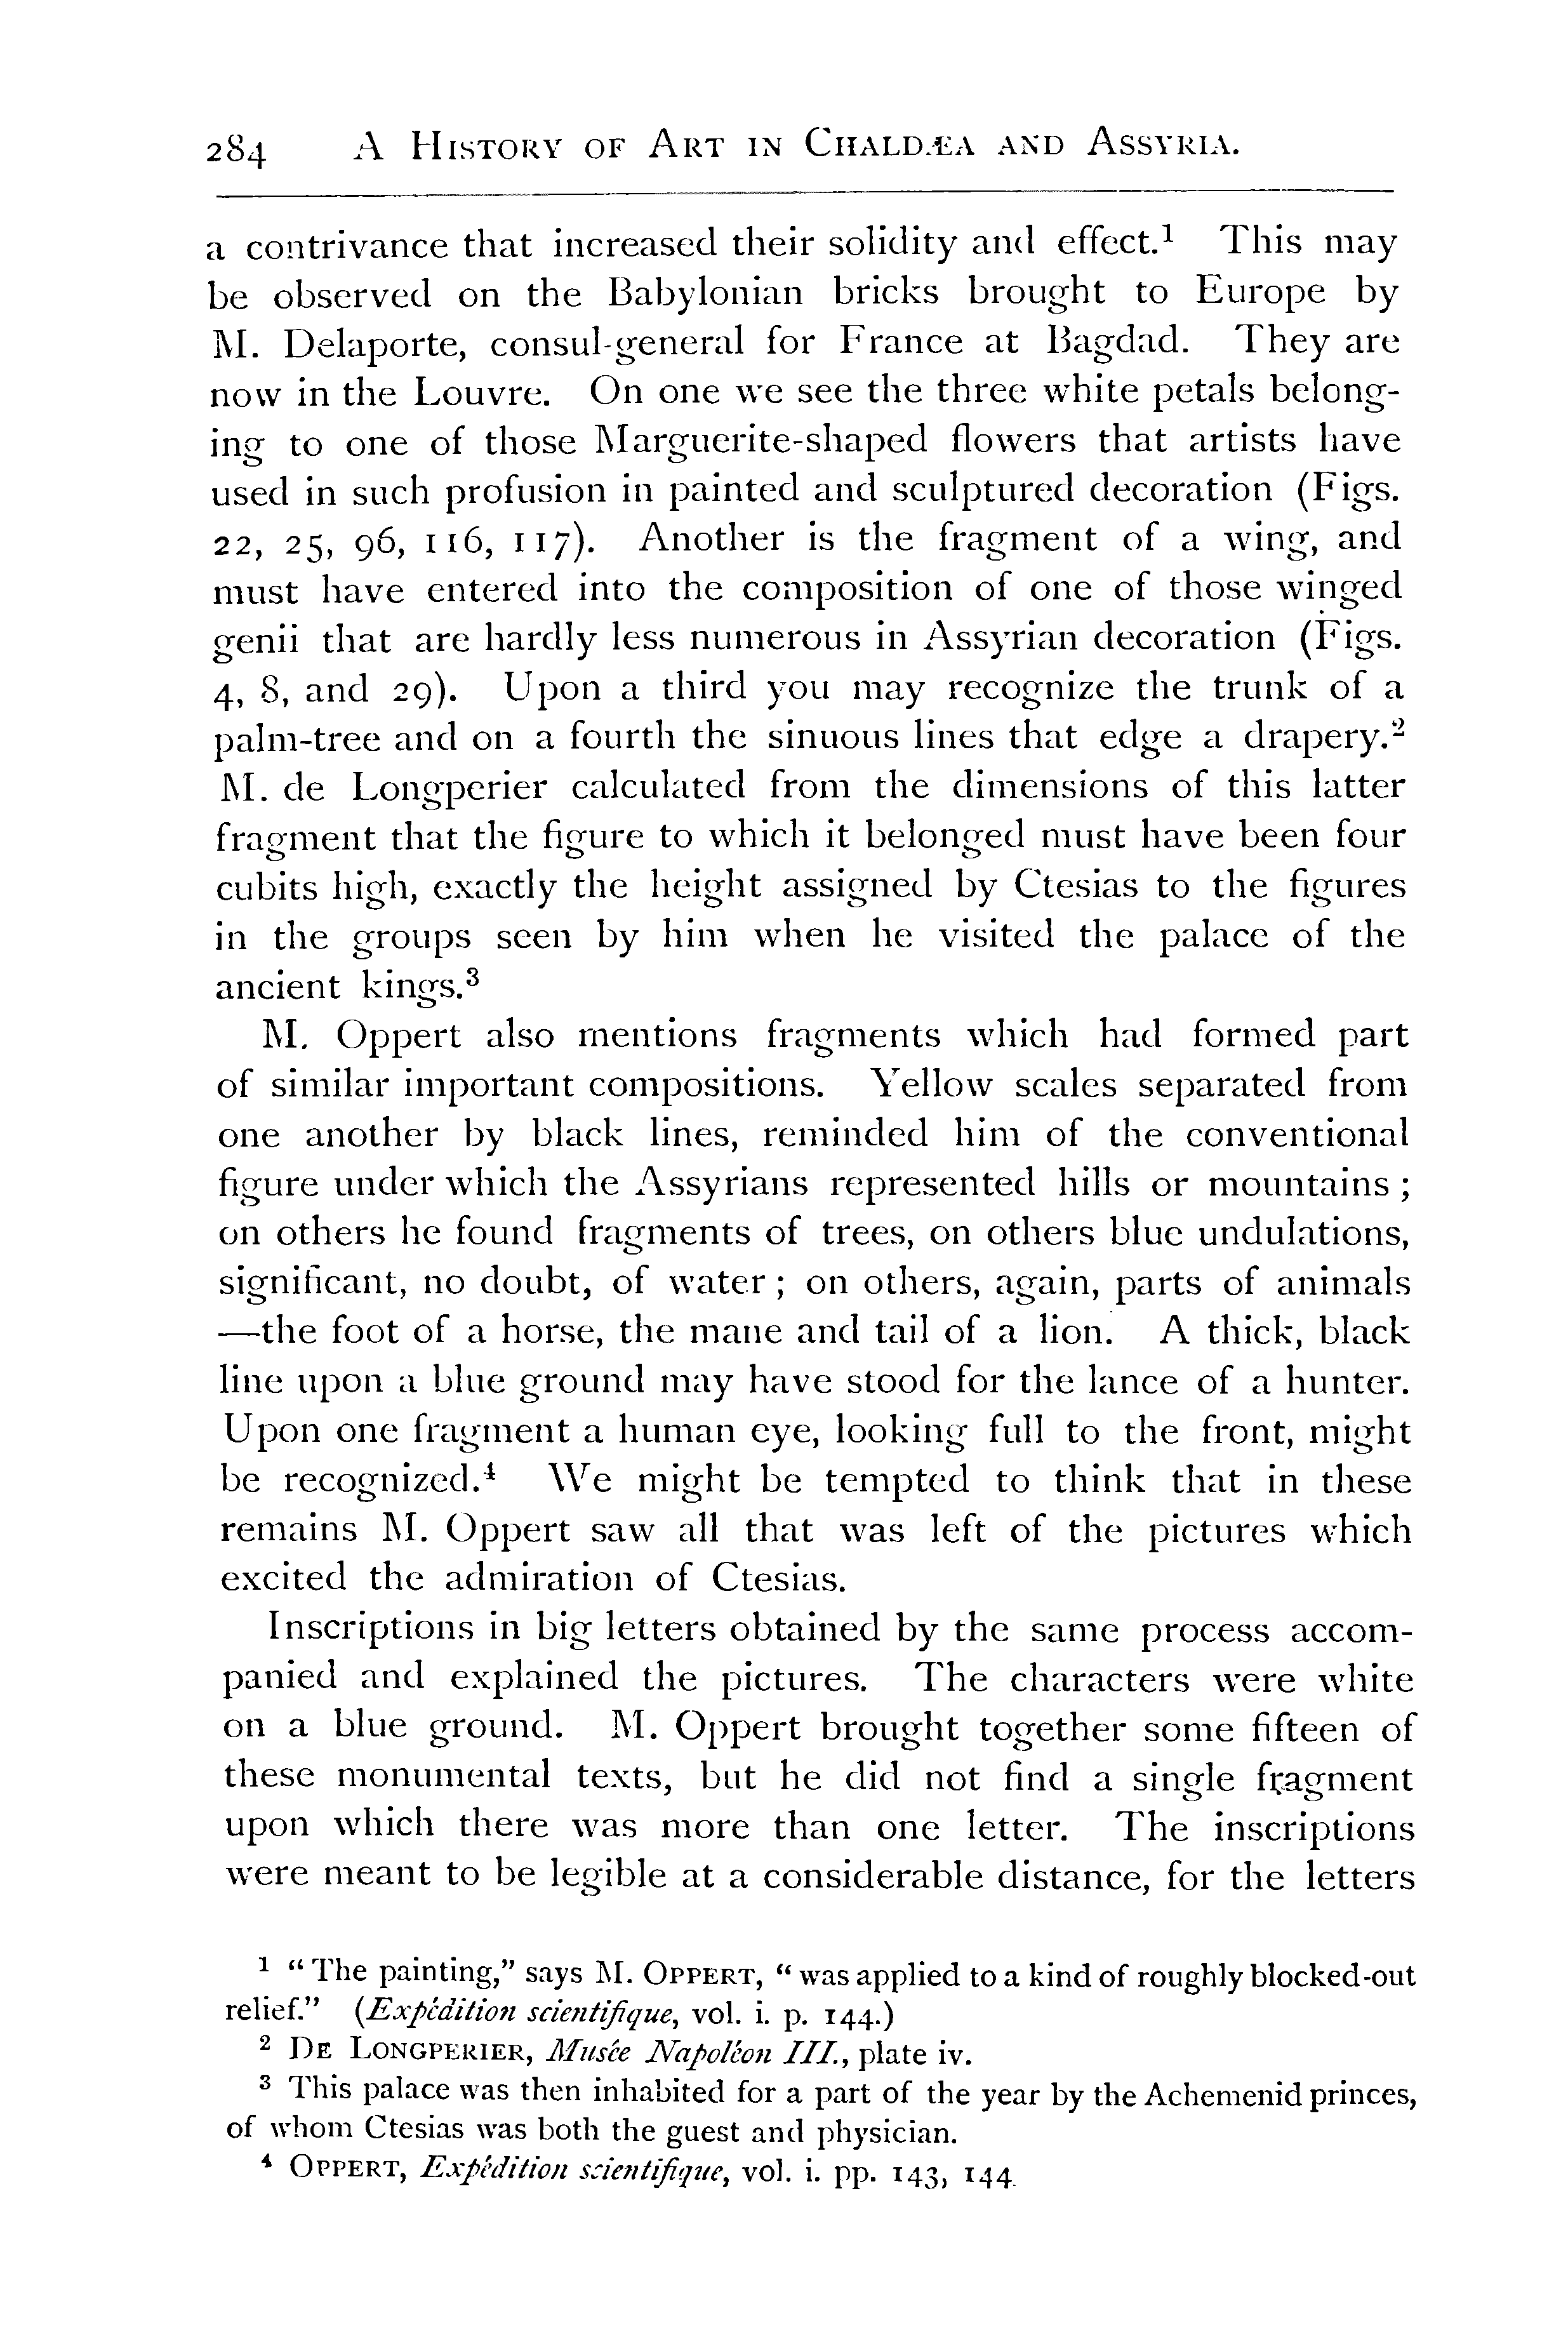 284 A History of Art in Chaldæa and Assyria.
a contrivance that increased their solidity and effect.¹ This may
be observed on the Babylonian bricks brought to Europe by
M. Delaporte, consul-general for France at Bagdad. They are
now in the Louvre. On one we see the three white petals belong-
ing to one of those Marguerite-shaped flowers that artists have
used in such profusion in painted and sculptured decoration (Figs.
22, 25, 96, 116, 117). Another is the fragment of a wing, and
must have entered into the composition of one of those winged
genii that are hardly less numerous in Assyrian decoration (Figs.
4, 8, and 29). Upon a third you may recognize the trunk of a
palm-tree and on a fourth the sinuous lines that edge a drapery.²
M. de Longperier calculated from the dimensions of this latter
fragment that the figure to which it belonged must have been four
cubits high, exactly the height assigned by Ctesias to the figures
in the groups seen by him when he visited the palace of the
ancient kings.³
M. Oppert also mentions fragments which had formed part
of similar important compositions. Yellow scales separated from
one another by black lines, reminded him of the conventional
figure under which the Assyrians represented hills or mountains ;
on others he found fragments of trees, on others blue undulations,
significant, no doubt, of water ; on others, again, parts of animals
—the foot of a horse, the mane and tail of a lion. A thick, black
line upon a blue ground may have stood for the lance of a hunter.
Upon one fragment a human eye, looking full to the front, might
be recognized.⁴ We might be tempted to think that in these
remains M. Oppert saw all that was left of the pictures which
excited the admiration of Ctesias.
Inscriptions in big letters obtained by the same process accom-
panied and explained the pictures. The characters were white
on a blue ground. M. Oppert brought together some fifteen of
these monumental texts, but he did not find a single fragment
upon which there was more than one letter. The inscriptions
were meant to be legible at a considerable distance, for the letters
¹ “The painting,” says M. Oppert, “was applied to a kind of roughly blocked-out
relief.” (Expédition scientifique, vol. i. p. 144.)
² De Longperier, Musée Napoléon III., plate iv.
³ This palace was then inhabited for a part of the year by the Achemenid princes,
of whom Ctesias was both the guest and physician.
⁴ Oppert, Expédition scientifique, vol. i. pp. 143, 144.